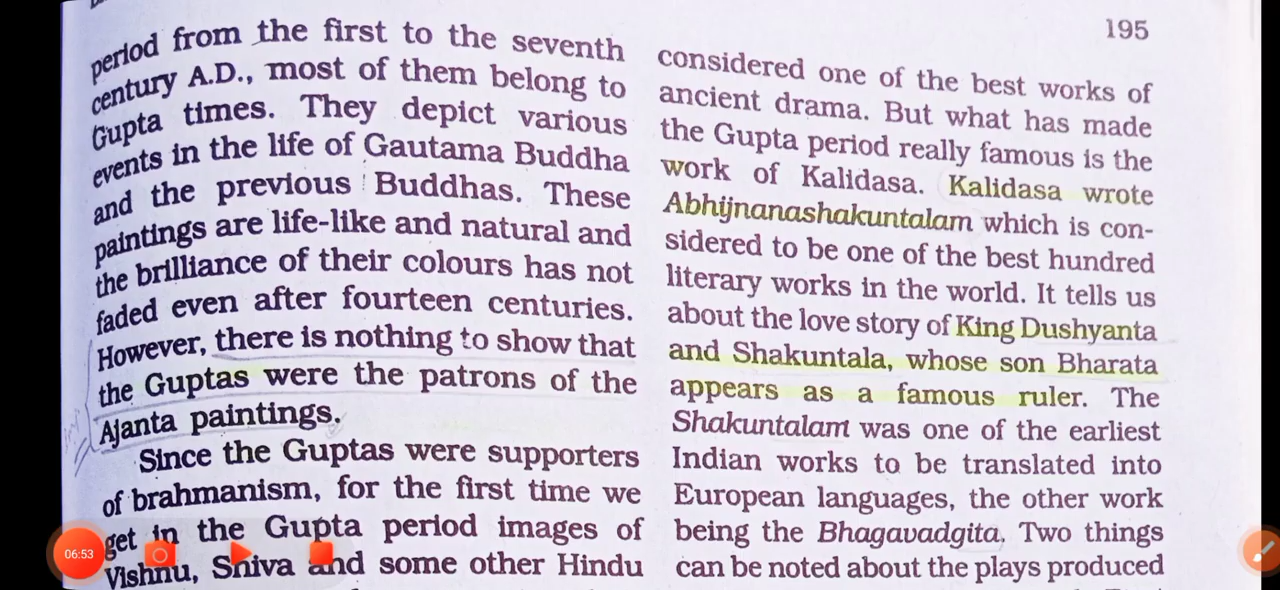 195
period from the first to the seventh
century A.D., most of them belong to
Gupta times. They depict various
events in the life of Gautama Buddha
and the previous Buddhas. These
paintings are life-like and natural and
the brilliance of their colours has not
faded even after fourteen centuries.
However, there is nothing to show that
the Guptas were the patrons of the
Ajanta paintings.
Since the Guptas were supporters
of brahmanism, for the first time we
get in the Gupta period images of
Vishnu, Shiva and some other Hindu
considered one of the best works of
ancient drama. But what has made
the Gupta period really famous is the
work of Kalidasa. Kalidasa wrote
Abhijnanashakuntalam which is con-
sidered to be one of the best hundred
literary works in the world. It tells us
about the love story of King Dushyanta
and Shakuntala, whose son Bharata
appears as a famous ruler. The
Shakuntalam was one of the earliest
Indian works to be translated into
European languages, the other work
being the Bhagavadgita. Two things
can be noted about the plays produced
06:53